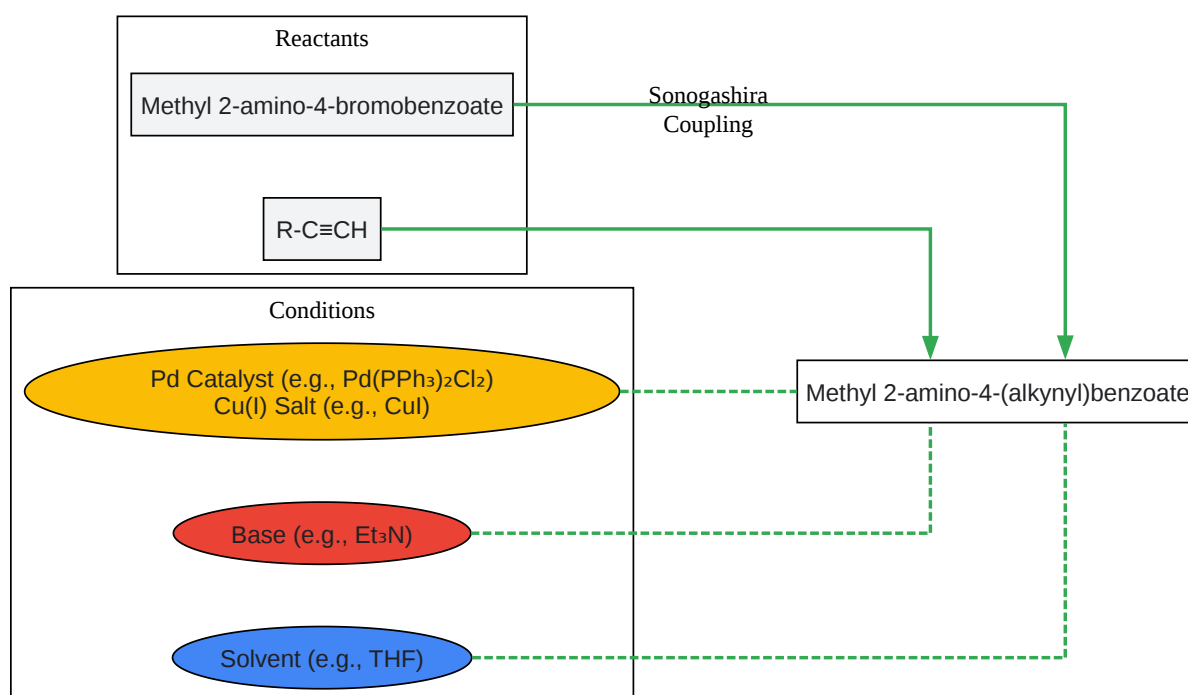 Reactants
Methyl 2-amino-4-bromobenzoate
Sonogashira
Coupling
R-C≡CH
Conditions
Pd Catalyst (e.g., Pd(PPh₃)₂Cl₂)
Cu(I) Salt (e.g., CuI)
Methyl 2-amino-4-(alkynyl)benzoate
Base (e.g., Et₃N)
Solvent (e.g., THF)